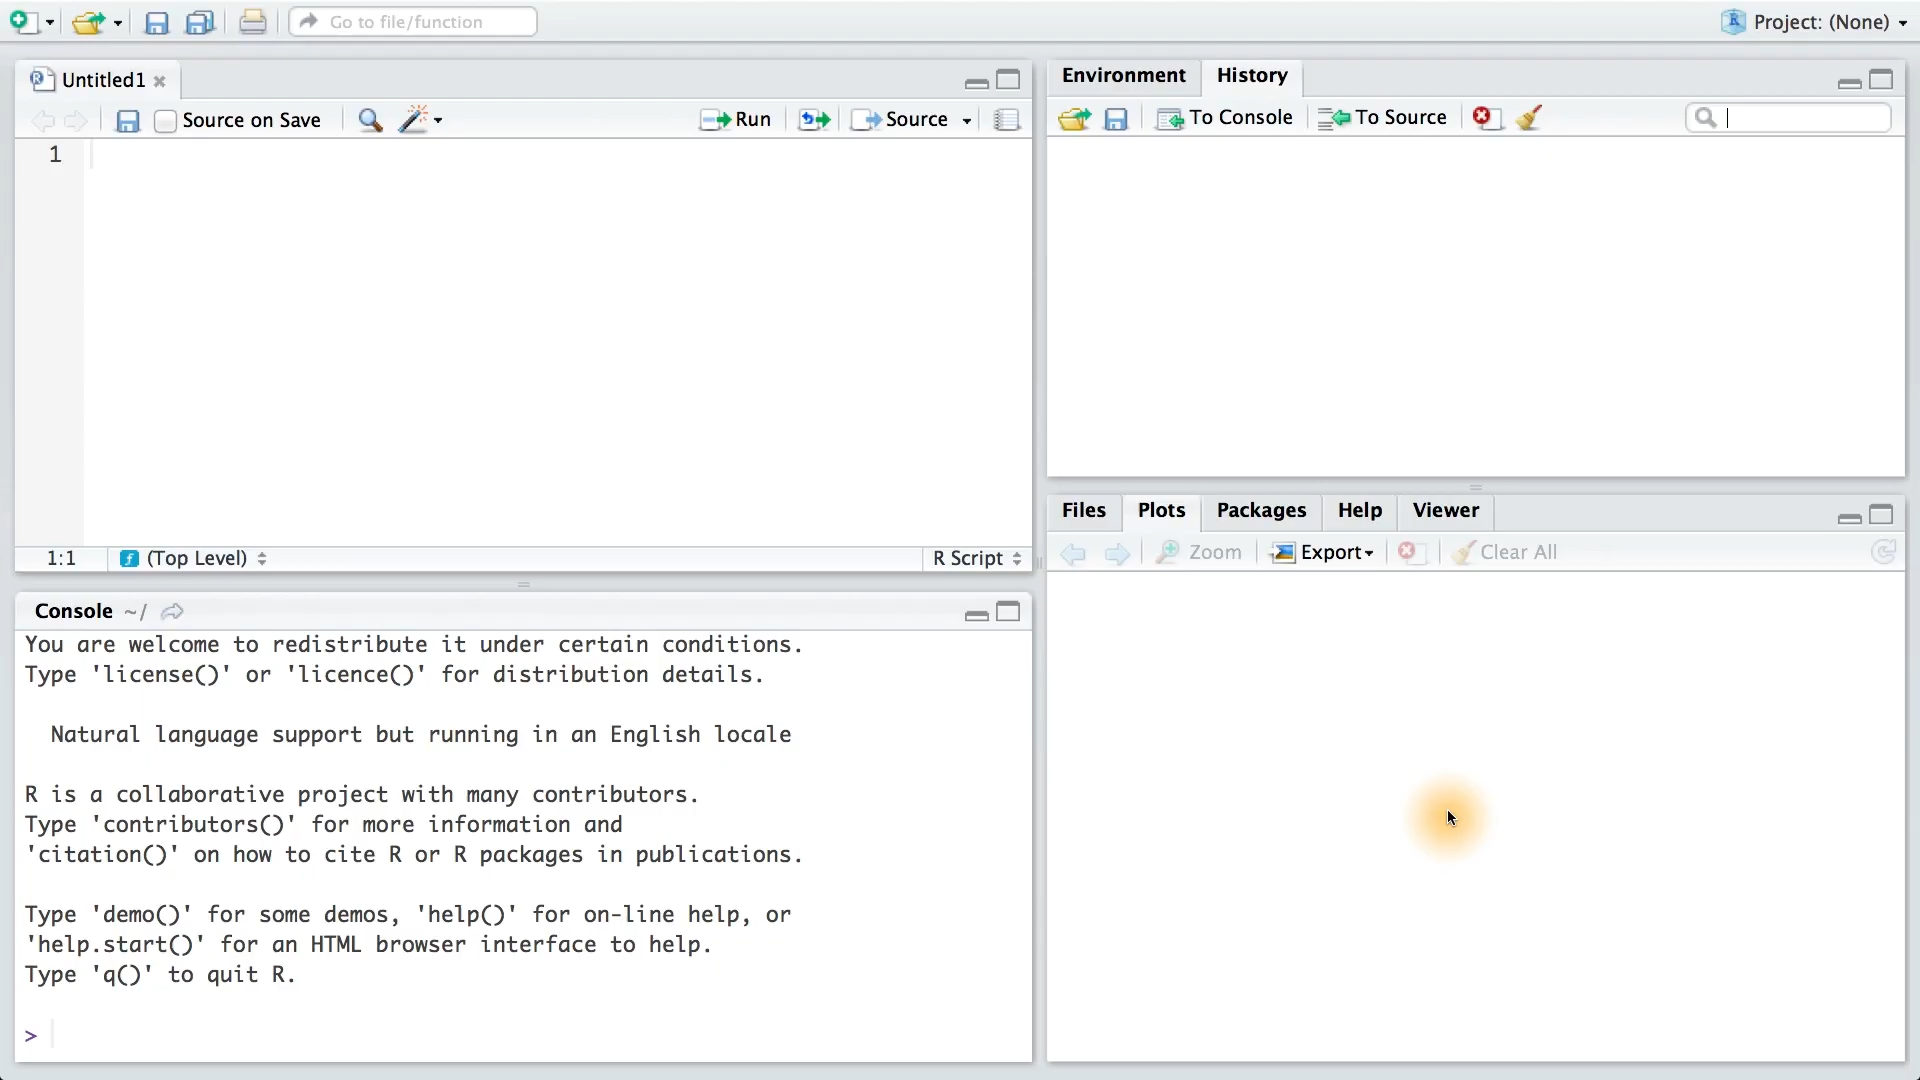 Go to file/function
Project: (None)
Untitled1
Source on Save
Run
Source
1
1:1
(Top Level)
R Script
Console ~/
You are welcome to redistribute it under certain conditions.
Type 'license()' or 'licence()' for distribution details.
Natural language support but running in an English locale
R is a collaborative project with many contributors.
Type 'contributors()' for more information and
'citation()' on how to cite R or R packages in publications.
Type 'demo()' for some demos, 'help()' for on-line help, or
'help.start()' for an HTML browser interface to help.
Type 'q()' to quit R.
>
Environment
History
To Console
To Source
Files
Plots
Packages
Help
Viewer
Zoom
Export
Clear All